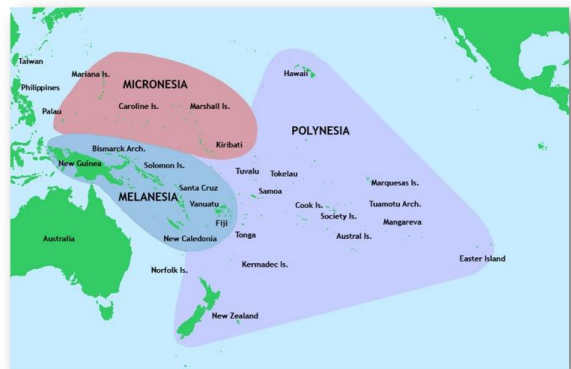 Taiwan
Philippines
Palau
Mariana Is.
MICRONESIA
Caroline Is.
Marshall Is.
Kiribati
Hawaii
POLYNESIA
Bismarck Arch.
New Guinea
Solomon Is.
Santa Cruz
MELANESIA
Vanuatu
Fiji
New Caledonia
Tuvalu
Tokelau
Samoa
Cook Is.
Society Is.
Marquesas Is.
Tuamotu Arch.
Mangareva
Austral Is.
Tonga
Australia
Norfolk Is.
Kermadec Is.
Easter Island
New Zealand